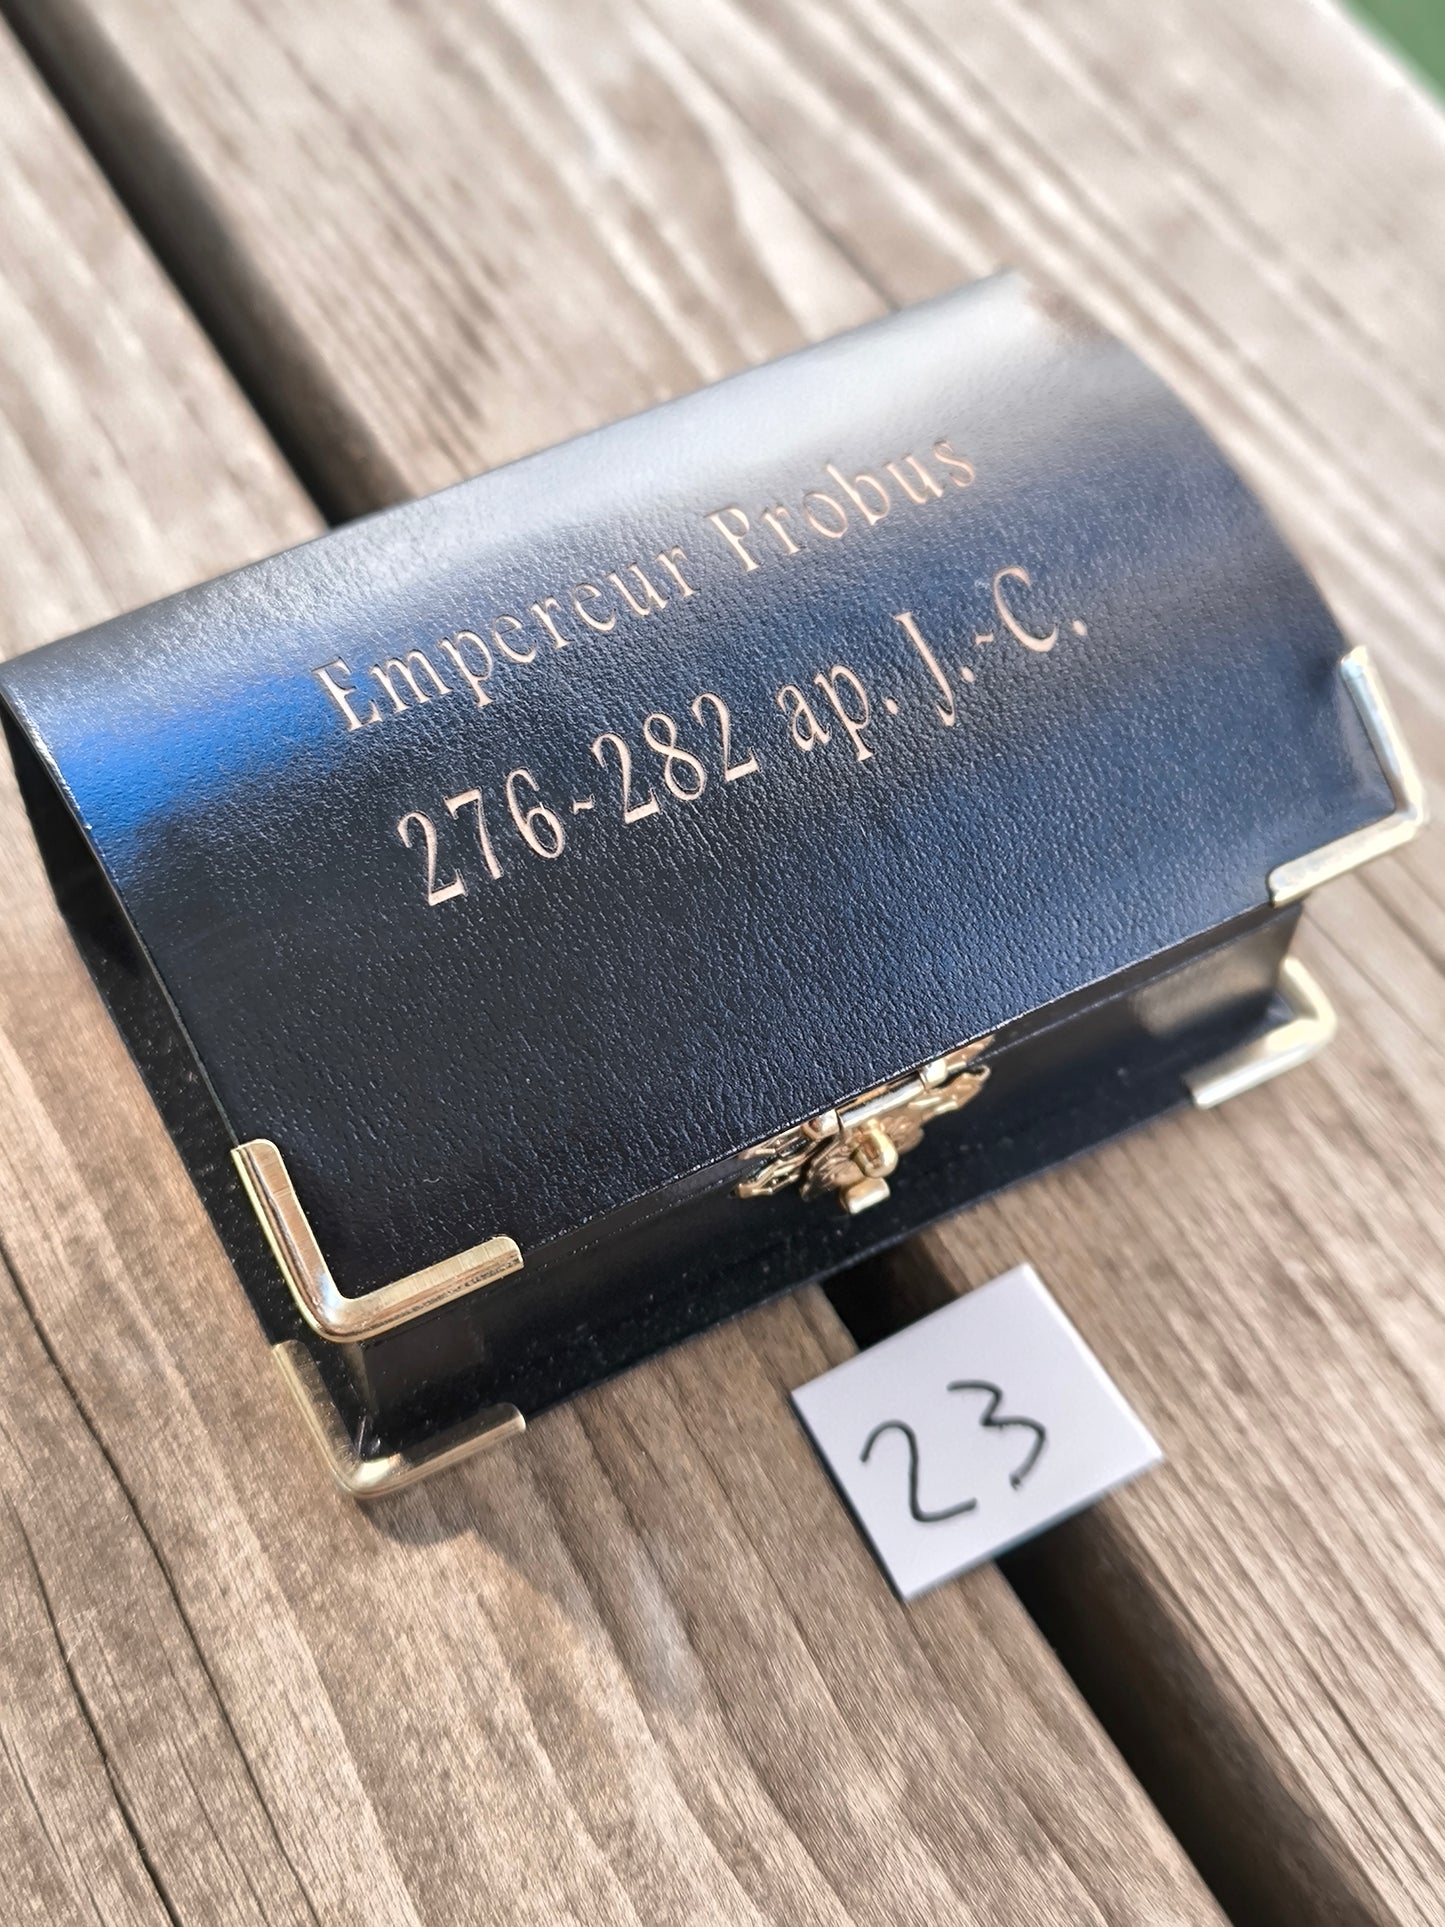 Empereur Probus
276-282 ap. J.-C.
23